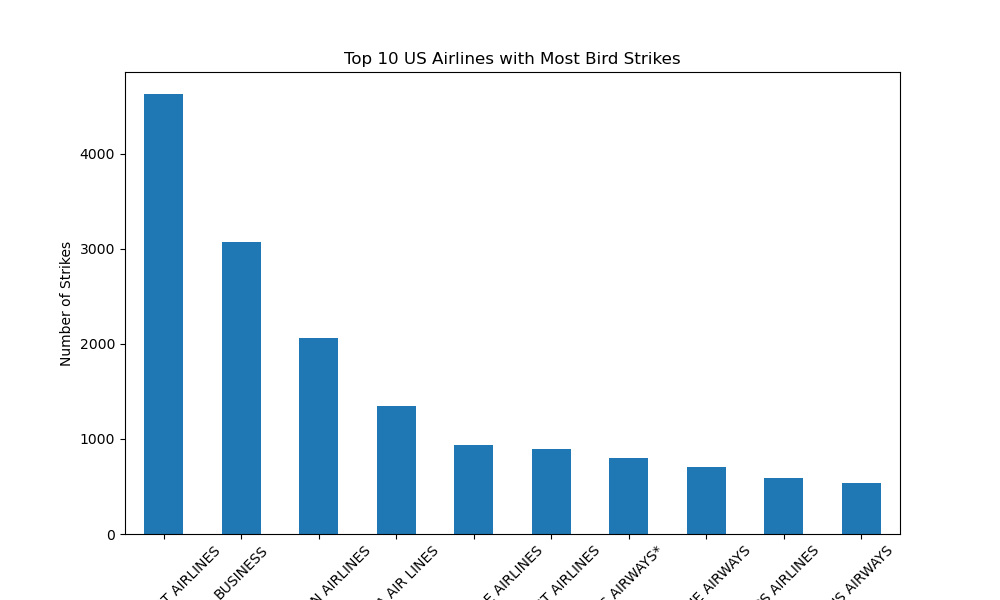 Top 10 US Airlines with Most Bird Strikes
Number of Strikes
4000
3000
2000
1000
0
AIRLINES
BUSINESS
AIRLINES
AIR LINES
AIRLINES
AIRLINES
AIRWAYS*
AIRWAYS
AIRLINES
AIRWAYS